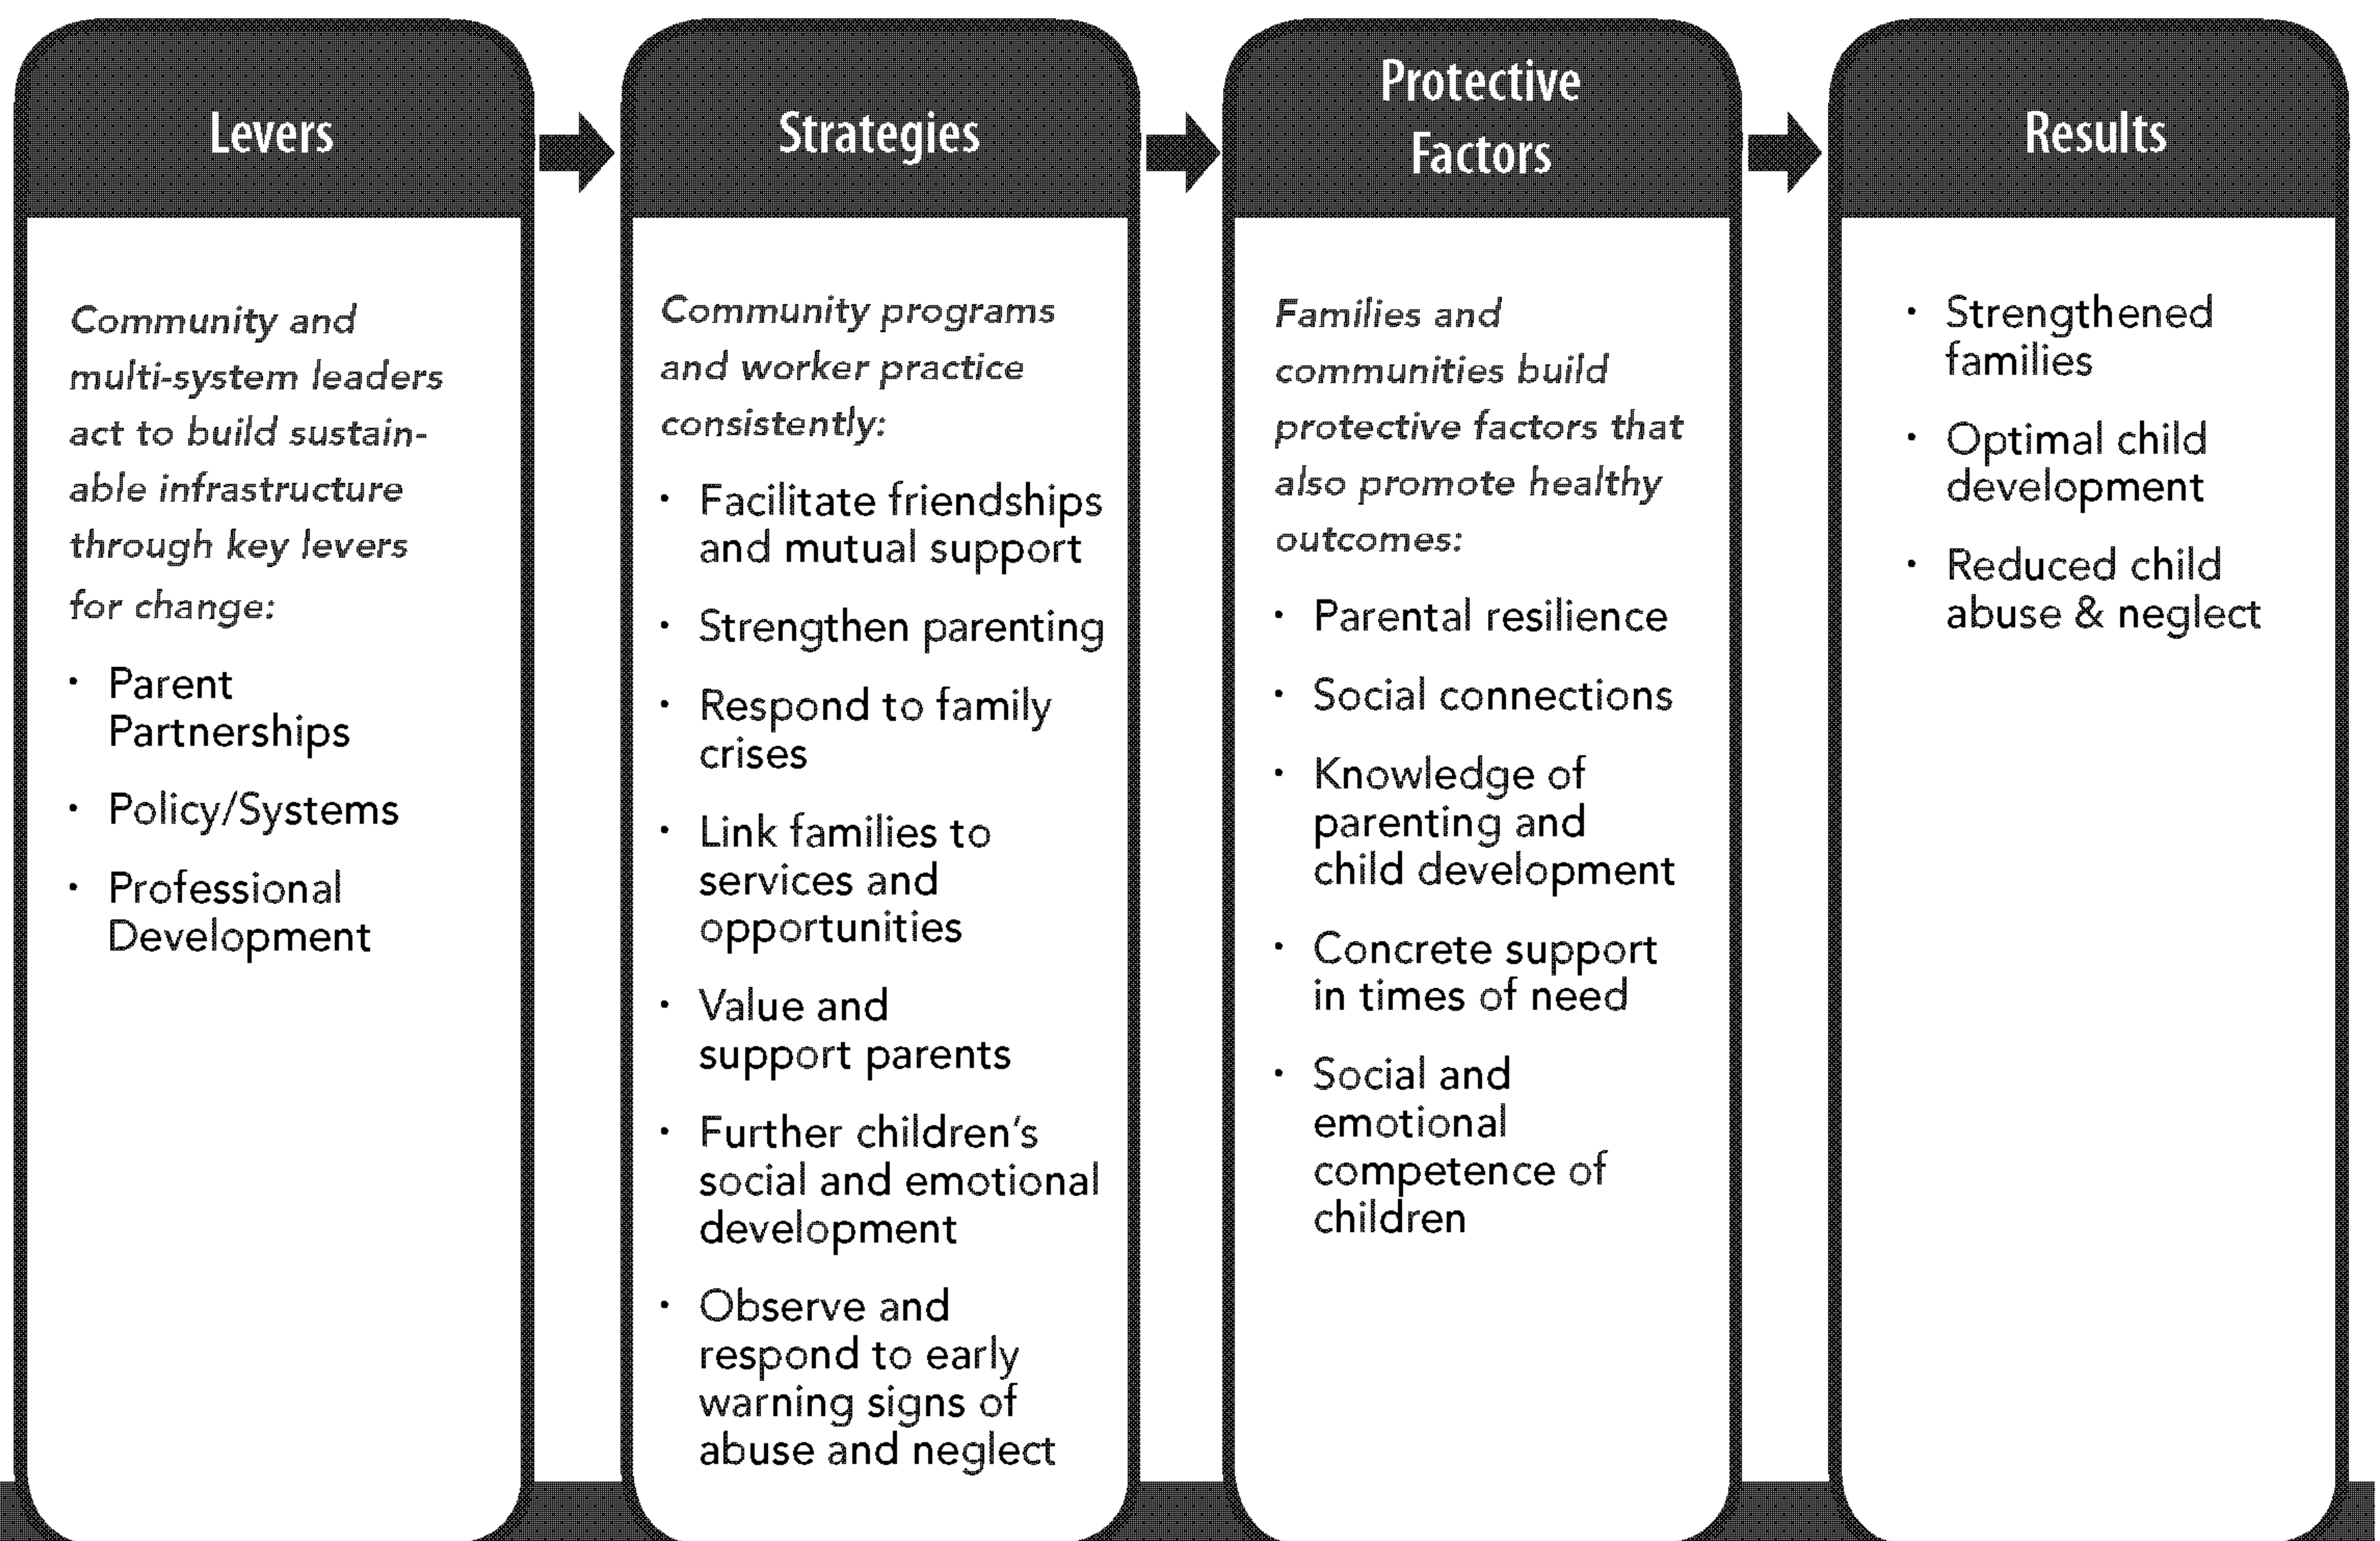 Levers
Community and
multi-system leaders
act to build sustain-
able infrastructure
through key levers
for change:
· Parent
Partnerships
· Policy/Systems
· Professional
Development
Strategies
Community programs
and worker practice
consistently:
· Facilitate friendships
and mutual support
· Strengthen parenting
· Respond to family
crises
· Link families to
services and
opportunities
· Value and
support parents
· Further children's
social and emotional
development
· Observe and
respond to early
warning signs of
abuse and neglect
Protective
Factors
Families and
communities build
protective factors that
also promote healthy
outcomes:
· Parental resilience
· Social connections
· Knowledge of
parenting and
child development
· Concrete support
in times of need
· Social and
emotional
competence of
children
Results
· Strengthened
families
· Optimal child
development
· Reduced child
abuse & neglect